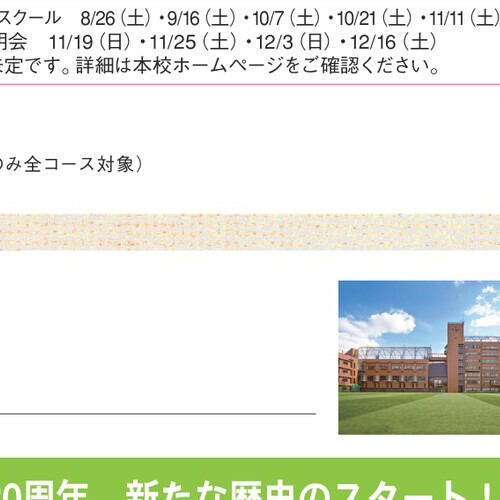 スクール 8/26（土）・9/16（土）・10/7（土）・10/21（土）・11/11（土）
明会 11/19（日）・11/25（土）・12/3（日）・12/16（土）
未定です。詳細は本校ホームページをご確認ください。
のみ全コース対象）
0周年 新たな歴史のスタート！